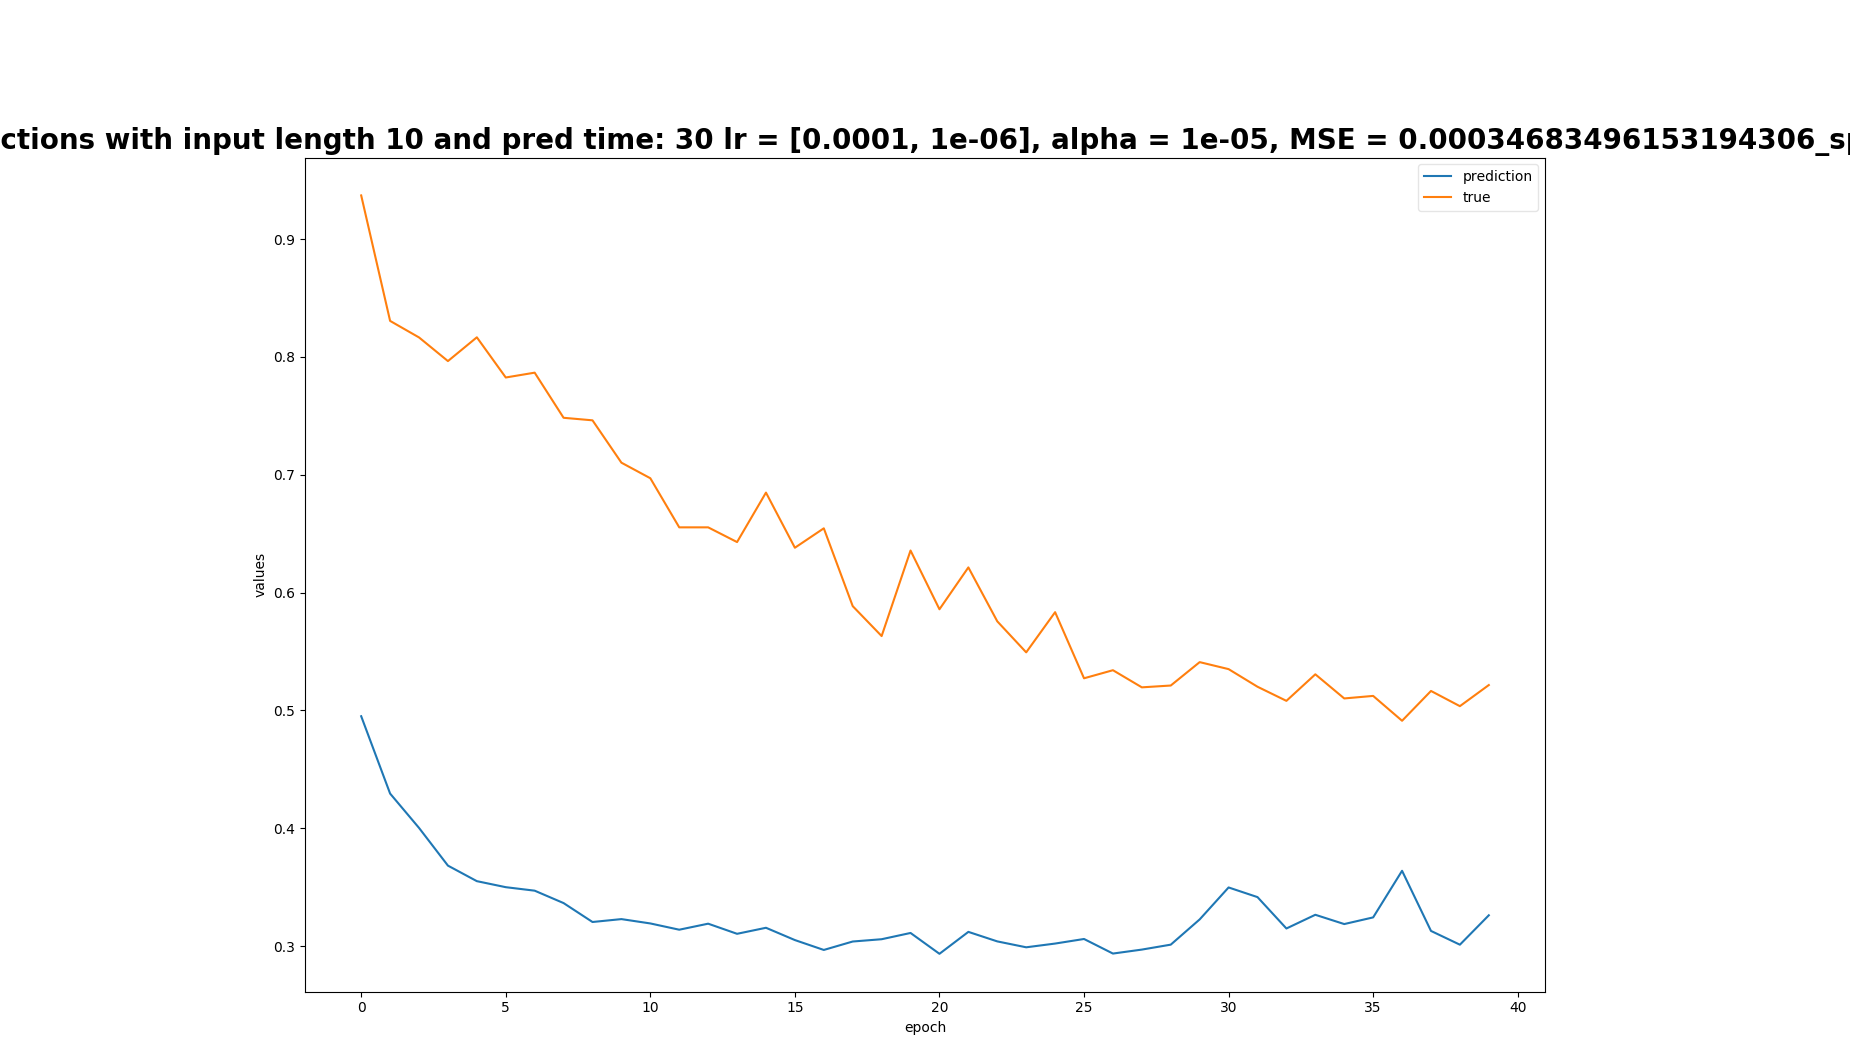 ctions with input length 10 and pred time: 30 lr = [0.0001, 1e-06], alpha = 1e-05, MSE = 0.00034683496153194306_sp
prediction
true
0.9
0.8
0.7
0.6
0.5
0.4
0.3
values
0 5 10 15 20 25 30 35 40
epoch